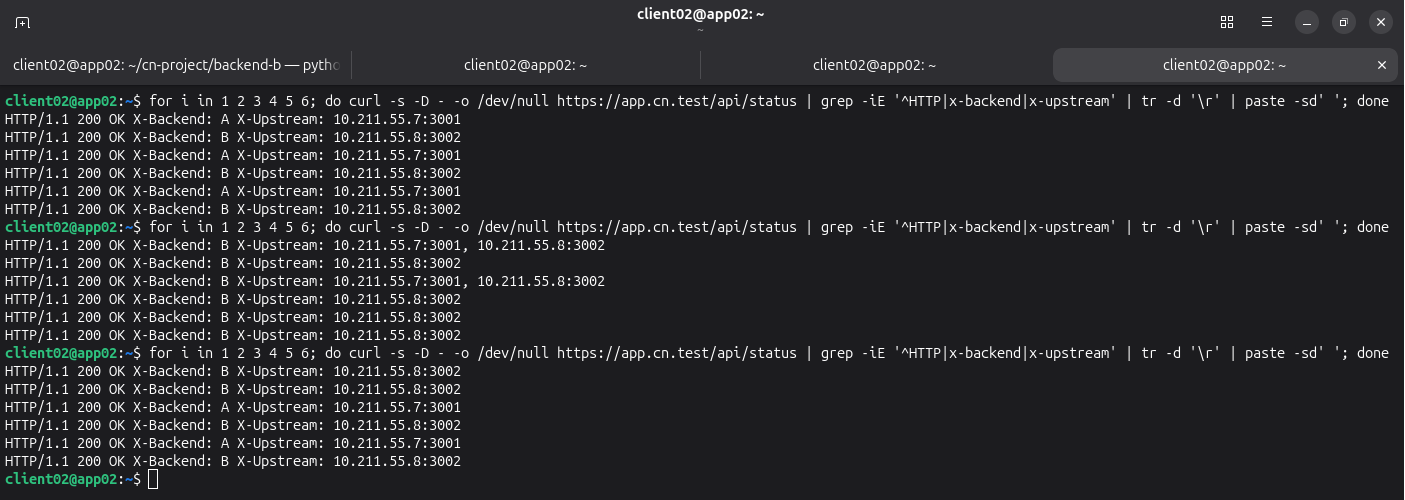 client02@app02: ~
~
client02@app02: ~/cn-project/backend-b — pytho
client02@app02: ~
client02@app02: ~
client02@app02: ~
client02@app02:~$ for i in 1 2 3 4 5 6; do curl -s -D - -o /dev/null https://app.cn.test/api/status | grep -iE '^HTTP|x-backend|x-upstream' | tr -d '\r' | paste -sd' '; done
HTTP/1.1 200 OK X-Backend: A X-Upstream: 10.211.55.7:3001
HTTP/1.1 200 OK X-Backend: B X-Upstream: 10.211.55.8:3002
HTTP/1.1 200 OK X-Backend: A X-Upstream: 10.211.55.7:3001
HTTP/1.1 200 OK X-Backend: B X-Upstream: 10.211.55.8:3002
HTTP/1.1 200 OK X-Backend: A X-Upstream: 10.211.55.7:3001
HTTP/1.1 200 OK X-Backend: B X-Upstream: 10.211.55.8:3002
client02@app02:~$ for i in 1 2 3 4 5 6; do curl -s -D - -o /dev/null https://app.cn.test/api/status | grep -iE '^HTTP|x-backend|x-upstream' | tr -d '\r' | paste -sd' '; done
HTTP/1.1 200 OK X-Backend: B X-Upstream: 10.211.55.7:3001, 10.211.55.8:3002
HTTP/1.1 200 OK X-Backend: B X-Upstream: 10.211.55.8:3002
HTTP/1.1 200 OK X-Backend: B X-Upstream: 10.211.55.7:3001, 10.211.55.8:3002
HTTP/1.1 200 OK X-Backend: B X-Upstream: 10.211.55.8:3002
HTTP/1.1 200 OK X-Backend: B X-Upstream: 10.211.55.8:3002
HTTP/1.1 200 OK X-Backend: B X-Upstream: 10.211.55.8:3002
client02@app02:~$ for i in 1 2 3 4 5 6; do curl -s -D - -o /dev/null https://app.cn.test/api/status | grep -iE '^HTTP|x-backend|x-upstream' | tr -d '\r' | paste -sd' '; done
HTTP/1.1 200 OK X-Backend: B X-Upstream: 10.211.55.8:3002
HTTP/1.1 200 OK X-Backend: B X-Upstream: 10.211.55.8:3002
HTTP/1.1 200 OK X-Backend: A X-Upstream: 10.211.55.7:3001
HTTP/1.1 200 OK X-Backend: B X-Upstream: 10.211.55.8:3002
HTTP/1.1 200 OK X-Backend: A X-Upstream: 10.211.55.7:3001
HTTP/1.1 200 OK X-Backend: B X-Upstream: 10.211.55.8:3002
client02@app02:~$